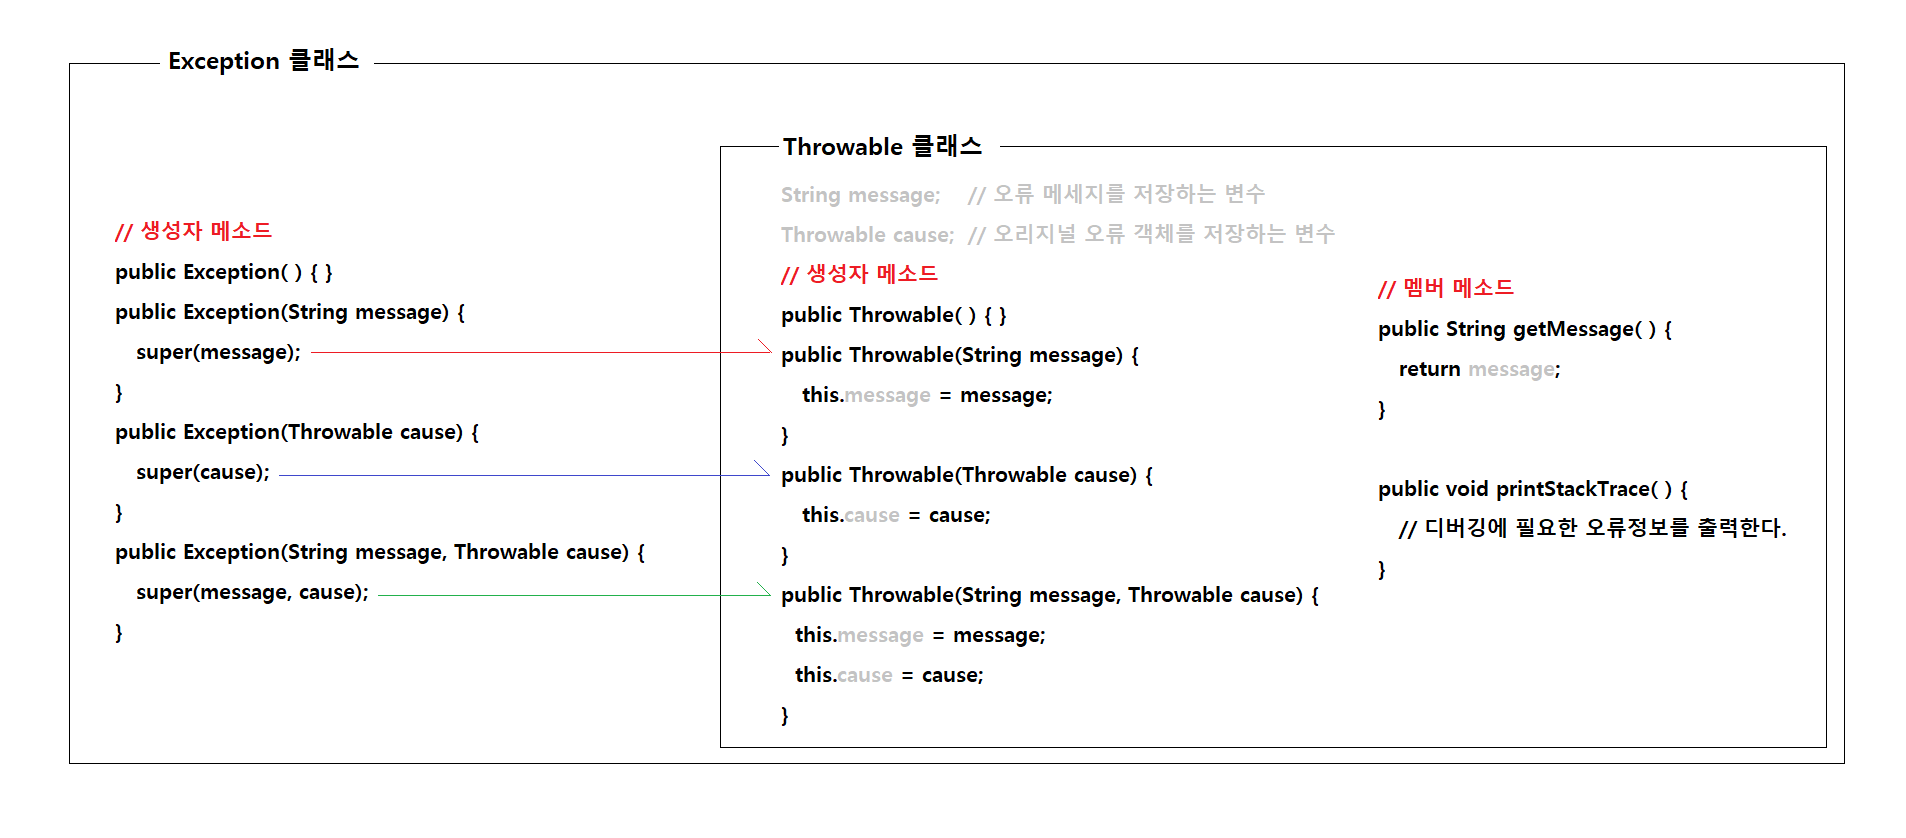 Exception 클래스
// 생성자 메소드
public Exception( ) { }
public Exception(String message) {
super(message);
}
public Exception(Throwable cause) {
super(cause);
}
public Exception(String message, Throwable cause) {
super(message, cause);
}
Throwable 클래스
String message; // 오류 메세지를 저장하는 변수
Throwable cause; // 오리지널 오류 객체를 저장하는 변수
// 생성자 메소드
public Throwable( ) { }
public Throwable(String message) {
this.message = message;
}
public Throwable(Throwable cause) {
this.cause = cause;
}
public Throwable(String message, Throwable cause) {
this.message = message;
this.cause = cause;
}
// 멤버 메소드
public String getMessage( ) {
return message;
}
public void printStackTrace( ) {
// 디버깅에 필요한 오류정보를 출력한다.
}